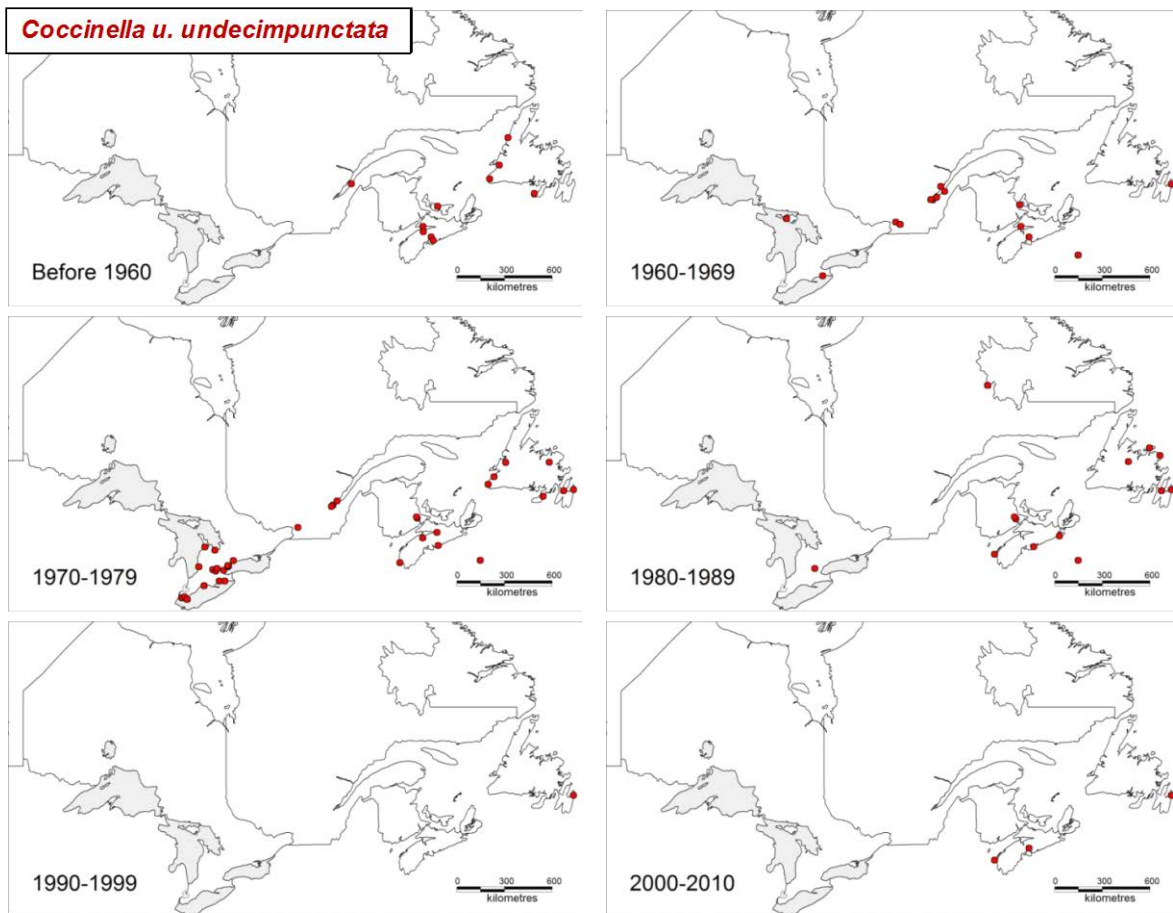 Coccinella u. undecimpunctata
Before 1960
0 300 600
kilometres
1960-1969
0 300 600
kilometres
1970-1979
0 300 600
kilometres
1980-1989
0 300 600
kilometres
1990-1999
0 300 600
kilometres
2000-2010
0 300 600
kilometres